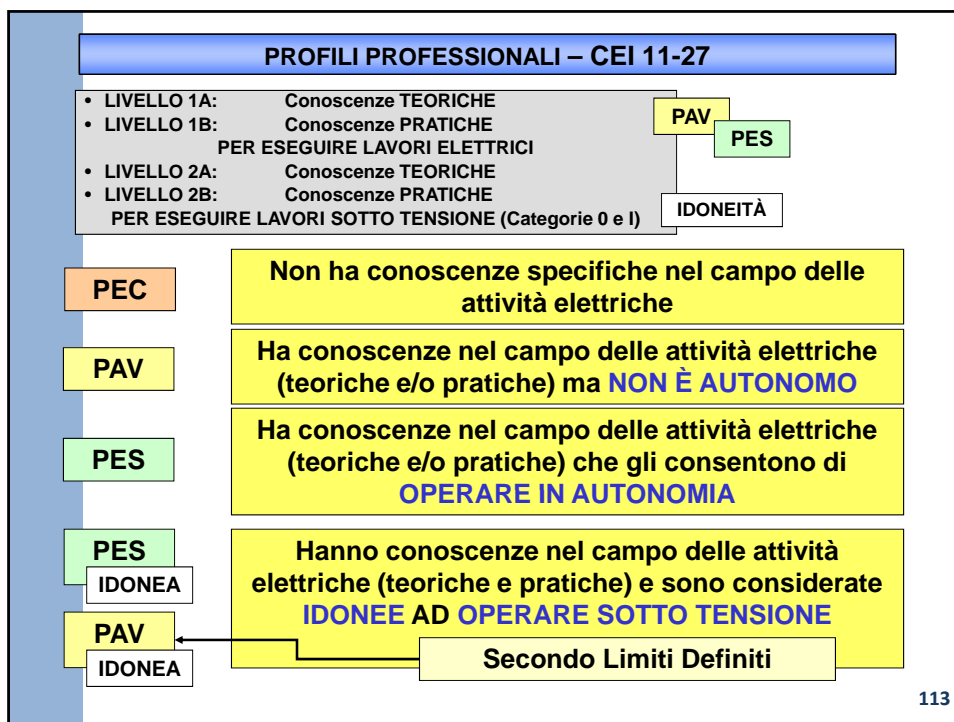 PROFILI PROFESSIONALI – CEI 11-27
• LIVELLO 1A: Conoscenze TEORICHE
• LIVELLO 1B: Conoscenze PRATICHE
PER ESEGUIRE LAVORI ELETTRICI
• LIVELLO 2A: Conoscenze TEORICHE
• LIVELLO 2B: Conoscenze PRATICHE
PER ESEGUIRE LAVORI SOTTO TENSIONE (Categorie 0 e I)
PAV
PES
IDONEITÀ
PEC
Non ha conoscenze specifiche nel campo delle
attività elettriche
PAV
Ha conoscenze nel campo delle attività elettriche
(teoriche e/o pratiche) ma NON È AUTONOMO
PES
Ha conoscenze nel campo delle attività elettriche
(teoriche e/o pratiche) che gli consentono di
OPERARE IN AUTONOMIA
PES
IDONEA
PAV
IDONEA
Hanno conoscenze nel campo delle attività
elettriche (teoriche e pratiche) e sono considerate
IDONEE AD OPERARE SOTTO TENSIONE
Secondo Limiti Definiti
113